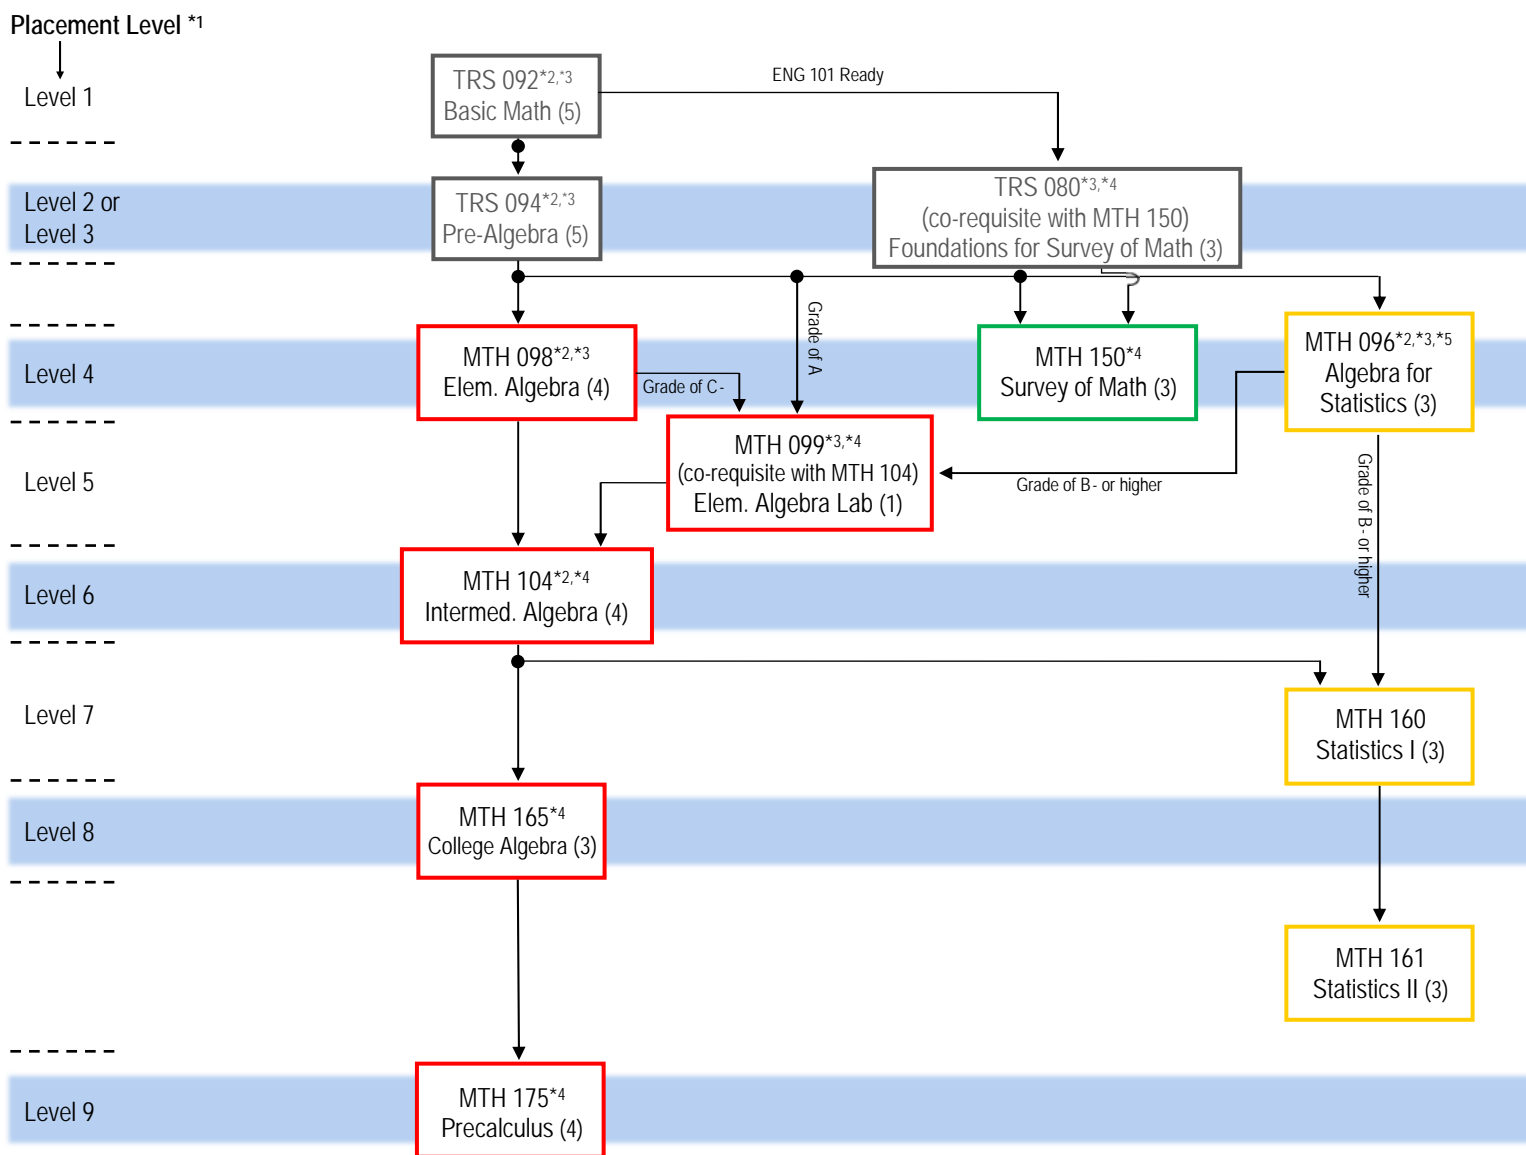 Placement Level *1
Level 1
TRS 092*2,*3
Basic Math (5)
ENG 101 Ready
Level 2 or
Level 3
TRS 094*2,*3
Pre-Algebra (5)
TRS 080*3,*4
(co-requisite with MTH 150)
Foundations for Survey of Math (3)
Grade of A
Level 4
MTH 098*2,*3
Elem. Algebra (4)
Grade of C-
MTH 150*4
Survey of Math (3)
MTH 096*2,*3,*5
Algebra for
Statistics (3)
Level 5
MTH 099*3,*4
(co-requisite with MTH 104)
Elem. Algebra Lab (1)
Grade of B- or higher
Grade of B- or higher
Level 6
MTH 104*2,*4
Intermed. Algebra (4)
Level 7
MTH 160
Statistics I (3)
Level 8
MTH 165*4
College Algebra (3)
MTH 161
Statistics II (3)
Level 9
MTH 175*4
Precalculus (4)